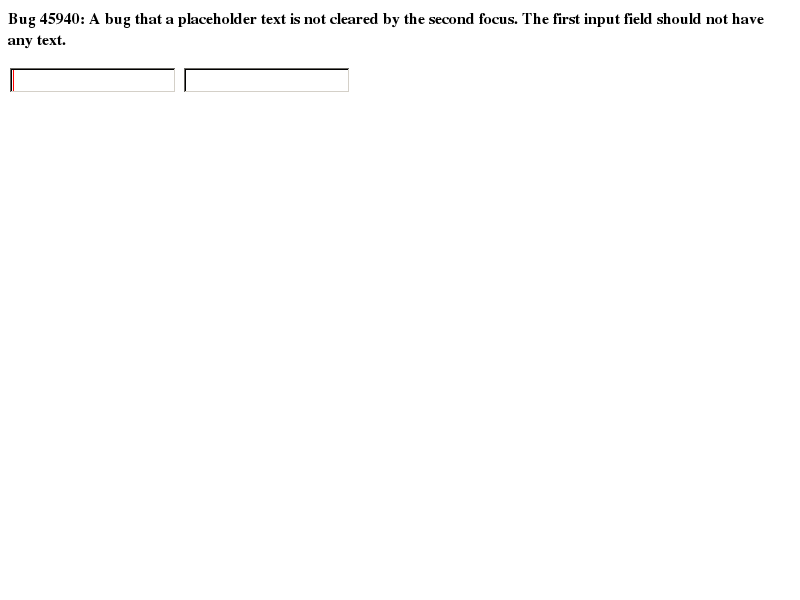 Bug 45940: A bug that a placeholder text is not cleared by the second focus. The first input field should not have
any text.